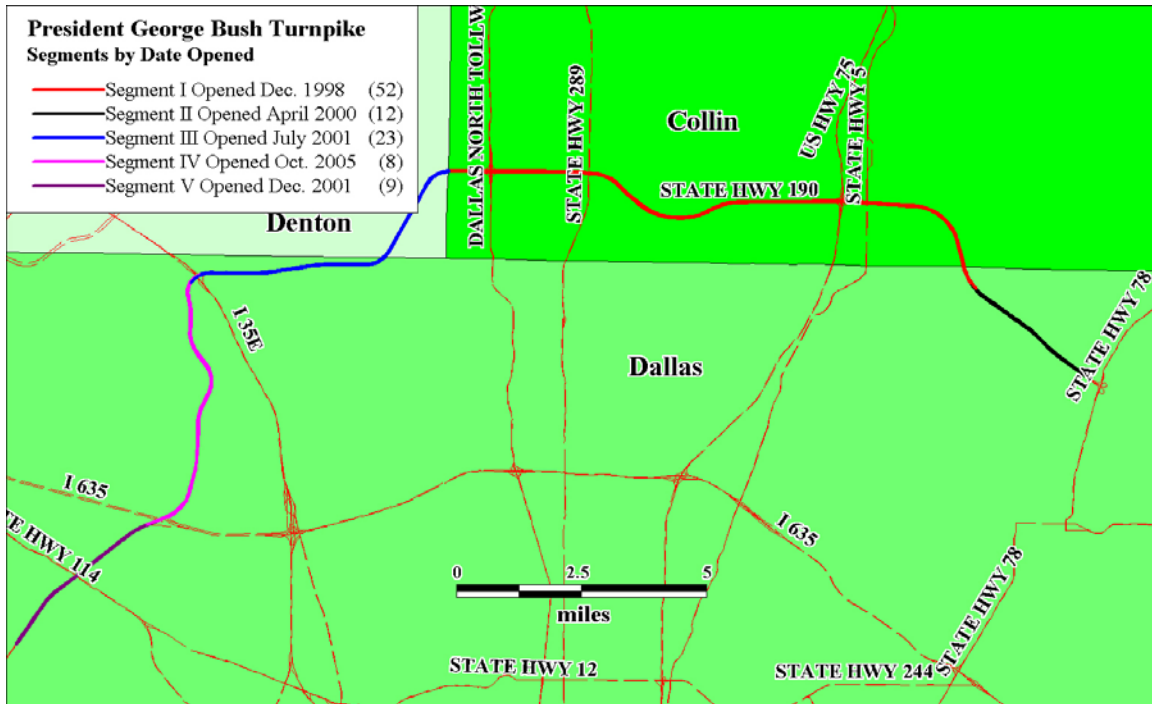 President George Bush Turnpike
Segments by Date Opened
Segment I Opened Dec. 1998 (52)
Segment II Opened April 2000 (12)
Segment III Opened July 2001 (23)
Segment IV Opened Oct. 2005 (8)
Segment V Opened Dec. 2001 (9)
DALLAS NORTH TOLLW
STATE HWY 289
US HWY 75
STATE HWY 5
Collin
STATE HWY 190
Denton
I 35E
STATE HWY 78
Dallas
I 635
TE HWY 114
I 635
0 2.5 5
miles
STATE HWY 78
STATE HWY 12
STATE HWY 244